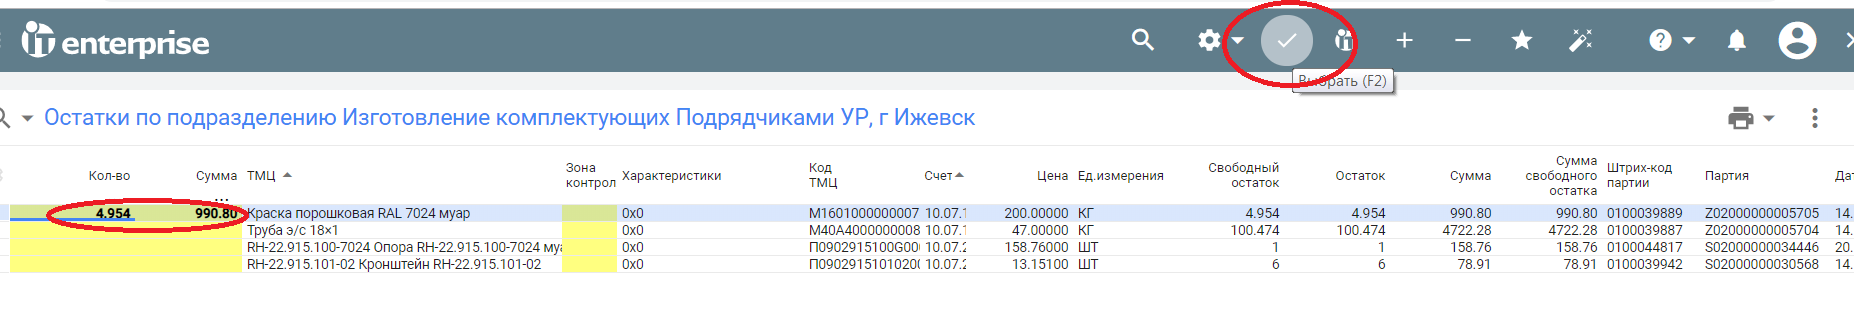 iT enterprise
Выбрать (F2)
Остатки по подразделению Изготовление комплектующих Подрядчиками УР, г Ижевск
Кол-во Сумма ТМЦ Зона контрол Характеристики Код ТМЦ Счет Цена Ед.измерения Свободный остаток Остаток Сумма Сумма свободного остатка Штрих-код партии Партия Дат
...
4.954 990.80 Краска порошковая RAL 7024 муар 0x0 М1601000000007 10.07.1 200.00000 КГ 4.954 4.954 990.80 990.80 0100039889 Z02000000005705 14.
Труба э/с 18×1 0x0 М40А4000000008 10.07.1 47.00000 КГ 100.474 100.474 4722.28 4722.28 0100039887 Z02000000005704 14.
RH-22.915.100-7024 Опора RH-22.915.100-7024 муа 0x0 П0902915100G00 10.07.2 158.76000 ШТ 1 1 158.76 158.76 0100044817 S02000000034446 20.
RH-22.915.101-02 Кронштейн RH-22.915.101-02 0x0 П0902915101020 10.07.2 13.15100 ШТ 6 6 78.91 78.91 0100039942 S02000000030568 14.